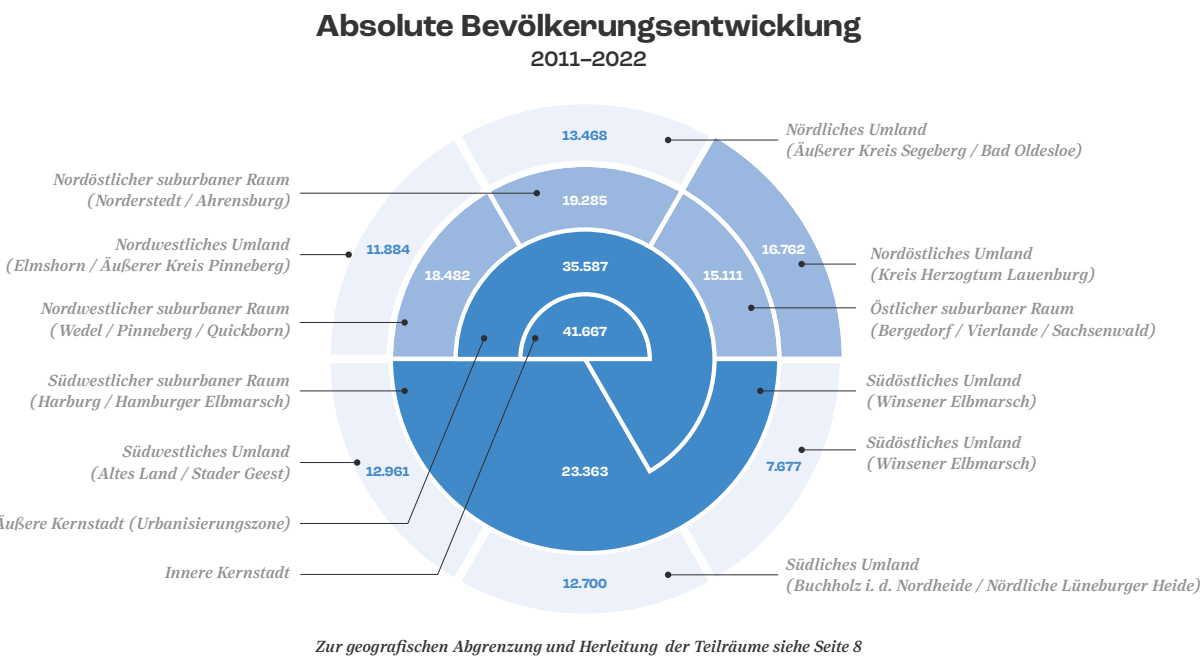 Absolute Bevölkerungsentwicklung
2011–2022
13.468
Nördliches Umland
(Äußerer Kreis Segeberg / Bad Oldesloe)
Nordöstlicher suburbaner Raum
(Norderstedt / Ahrensburg)
19.285
Nordwestliches Umland
(Elmshorn / Äußerer Kreis Pinneberg)
11.884
16.762
Nordöstliches Umland
(Kreis Herzogtum Lauenburg)
18.482
35.587
15.111
Nordwestlicher suburbaner Raum
(Wedel / Pinneberg / Quickborn)
41.667
Östlicher suburbaner Raum
(Bergedorf / Vierlande / Sachsenwald)
Südwestlicher suburbaner Raum
(Harburg / Hamburger Elbmarsch)
Südöstliches Umland
(Winsener Elbmarsch)
Südwestliches Umland
(Altes Land / Stader Geest)
12.961
23.363
7.677
Südöstliches Umland
(Winsener Elbmarsch)
Äußere Kernstadt (Urbanisierungszone)
Innere Kernstadt
12.700
Südliches Umland
(Buchholz i. d. Nordheide / Nördliche Lüneburger Heide)
Zur geografischen Abgrenzung und Herleitung der Teilräume siehe Seite 8